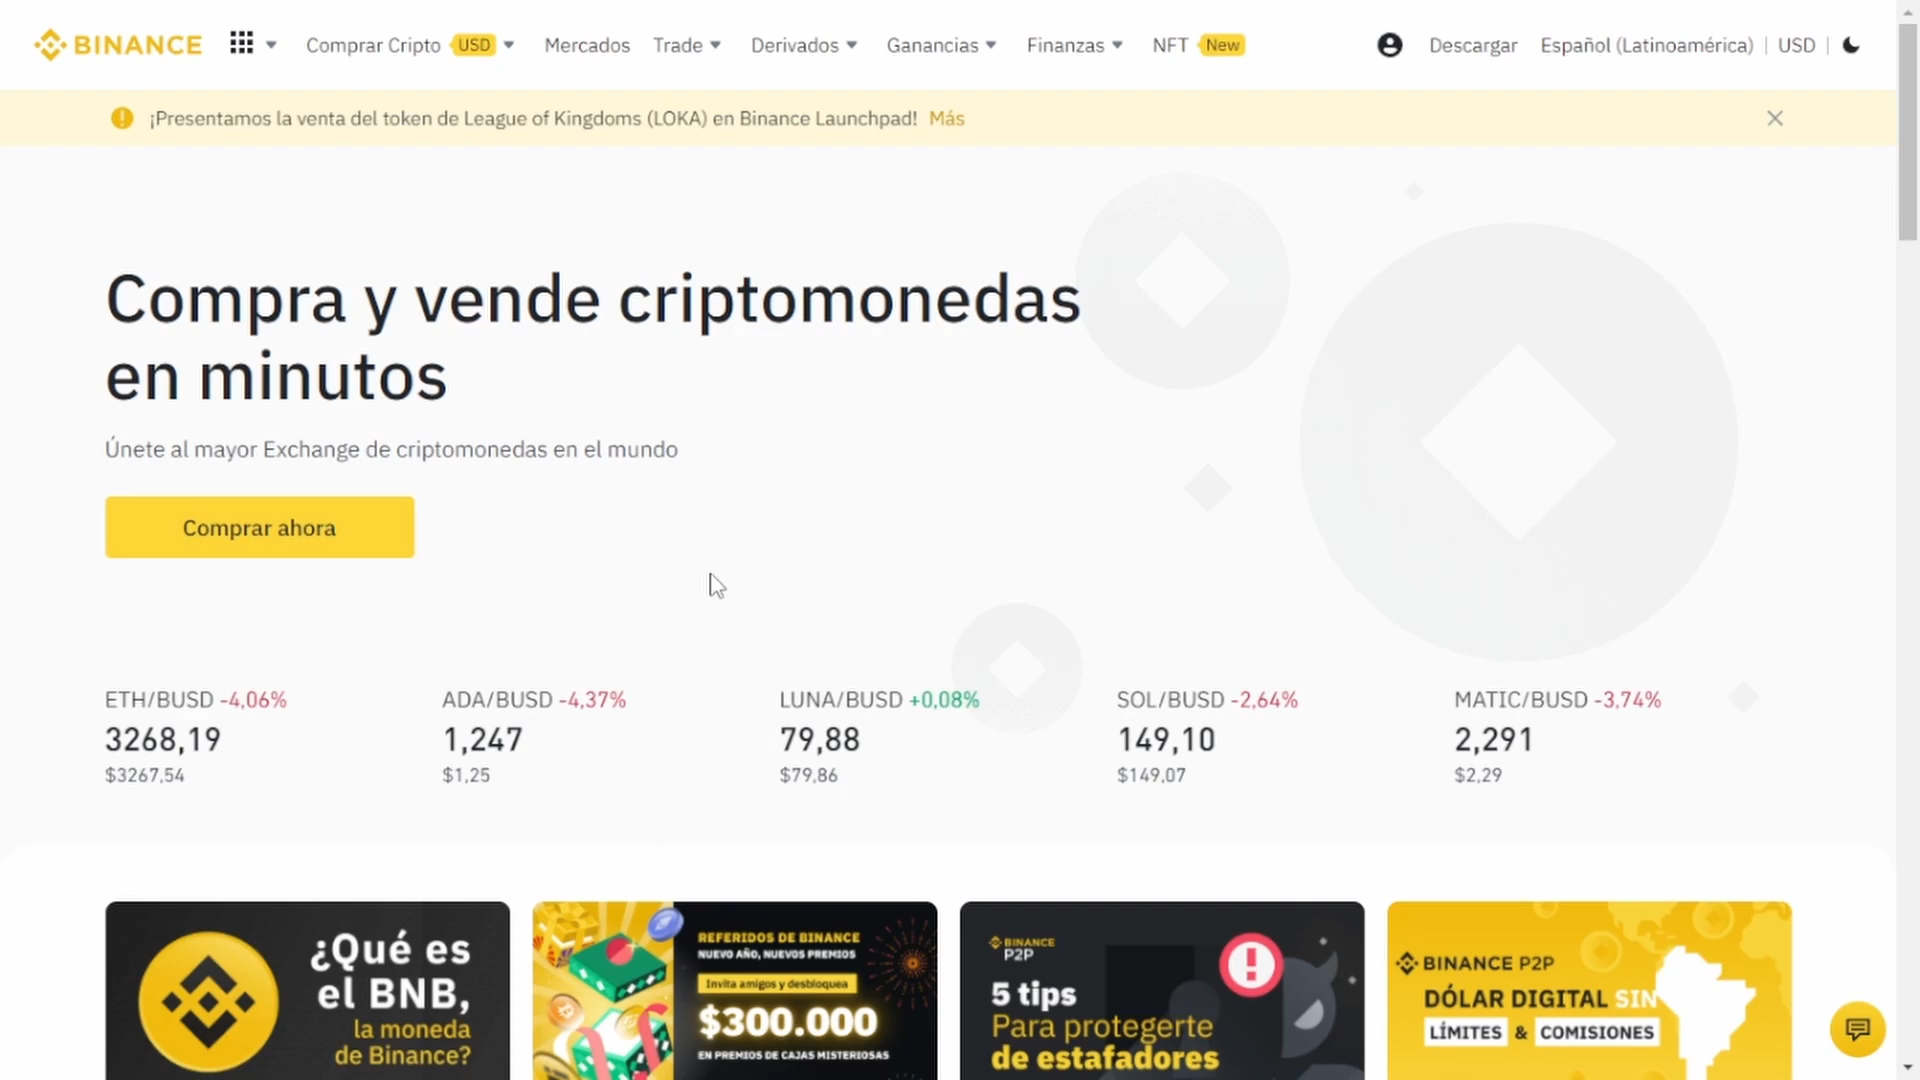 BINANCE
Comprar Cripto USD
Mercados
Trade
Derivados
Ganancias
Finanzas
NFT New
Descargar
Español (Latinoamérica)
USD
¡Presentamos la venta del token de League of Kingdoms (LOKA) en Binance Launchpad! Más
Compra y vende criptomonedas
en minutos
Únete al mayor Exchange de criptomonedas en el mundo
Comprar ahora
ETH/BUSD -4,06%
3268,19
$3267,54
ADA/BUSD -4,37%
1,247
$1,25
LUNA/BUSD +0,08%
79,88
$79,86
SOL/BUSD -2,64%
149,10
$149,07
MATIC/BUSD -3,74%
2,291
$2,29
¿Qué es
el BNB,
la moneda
de Binance?
REFERIDOS DE BINANCE
NUEVO AÑO, NUEVOS PREMIOS
Invita amigos y desbloquea
$300.000
EN PREMIOS DE CAJAS MISTERIOSAS
BINANCE
P2P
5 tips
Para protegerte
de estafadores
BINANCE P2P
DÓLAR DIGITAL SIN
LÍMITES & COMISIONES